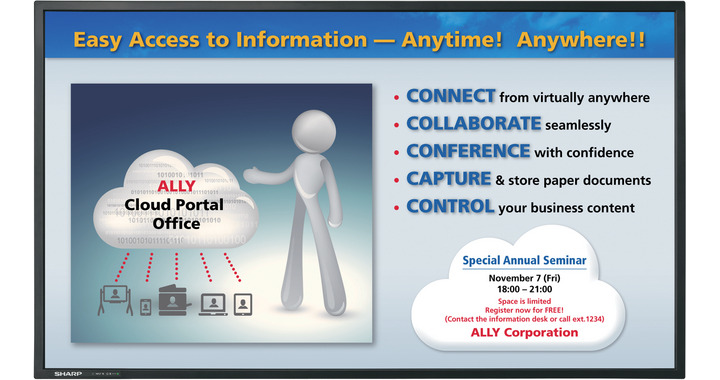 Easy Access to Information — Anytime! Anywhere!!
• CONNECT from virtually anywhere
• COLLABORATE seamlessly
• CONFERENCE with confidence
• CAPTURE & store paper documents
• CONTROL your business content
ALLY
Cloud Portal
Office
Special Annual Seminar
November 7 (Fri)
18:00 – 21:00
Space is limited
Register now for FREE!
(Contact the information desk or call ext.1234)
ALLY Corporation
SHARP